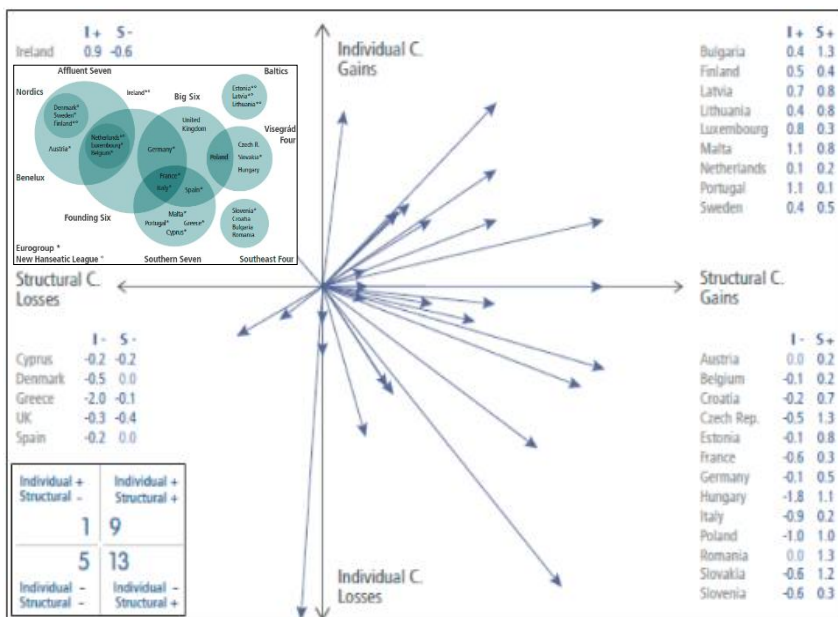 I + S -
Ireland 0.9 -0.6
Affluent Seven
Nordics
Ireland*°
Baltics
Big Six
Denmark°
Sweden°
Finland*°
Estonia*°
Latvia*°
Lithuania*°
United
Kingdom
Visegrád
Four
Netherlands*°
Luxembourg*
Belgium*
Austria*
Germany*
Poland
Czech R.
Slovakia*
Hungary
Benelux
France*
Italy*
Spain*
Founding Six
Malta*
Portugal*
Greece*
Cyprus*
Slovenia*
Croatia
Bulgaria
Romania
Eurogroup *
New Hanseatic League °
Southern Seven
Southeast Four
Individual C.
Gains
I + S +
Bulgaria 0.4 1.3
Finland 0.5 0.4
Latvia 0.7 0.8
Lithuania 0.4 0.8
Luxembourg 0.8 0.3
Malta 1.1 0.8
Netherlands 0.1 0.2
Portugal 1.1 0.1
Sweden 0.4 0.5
Structural C.
Losses
Structural C.
Gains
I - S -
Cyprus -0.2 -0.2
Denmark -0.5 0.0
Greece -2.0 -0.1
UK -0.3 -0.4
Spain -0.2 0.0
I - S +
Austria 0.0 0.2
Belgium -0.1 0.2
Croatia -0.2 0.7
Czech Rep. -0.5 1.3
Estonia -0.1 0.8
France -0.6 0.3
Germany -0.1 0.5
Hungary -1.8 1.1
Italy -0.9 0.2
Poland -1.0 1.0
Romania 0.0 1.3
Slovakia -0.6 1.2
Slovenia -0.6 0.3
Individual +
Structural -
Individual +
Structural +
1 9
5 13
Individual -
Structural -
Individual -
Structural +
Individual C.
Losses